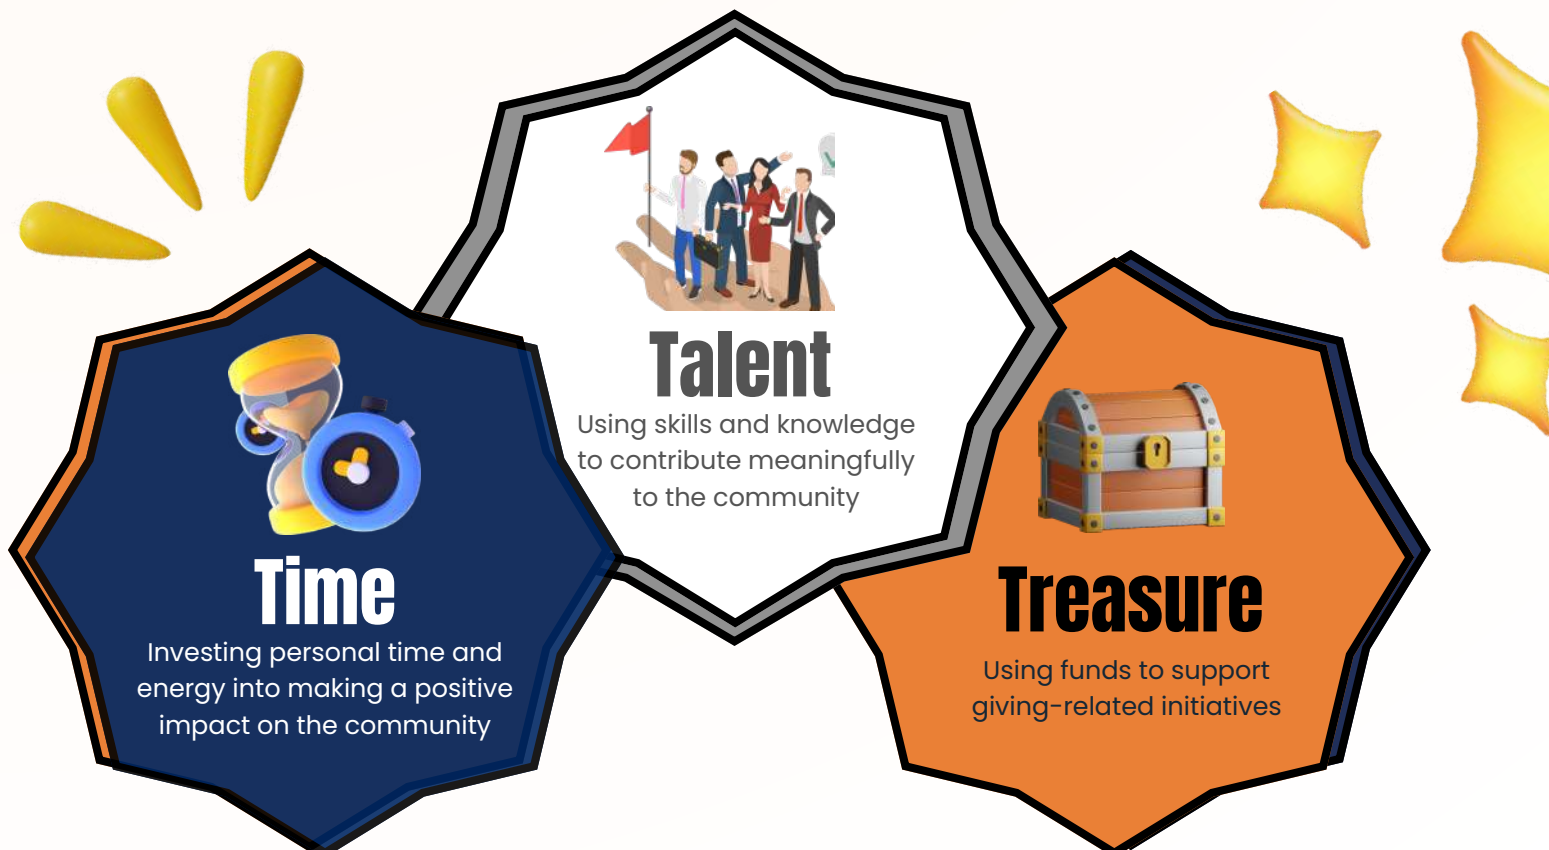 Talent
Using skills and knowledge
to contribute meaningfully
to the community
Time
Investing personal time and
energy into making a positive
impact on the community
Treasure
Using funds to support
giving-related initiatives